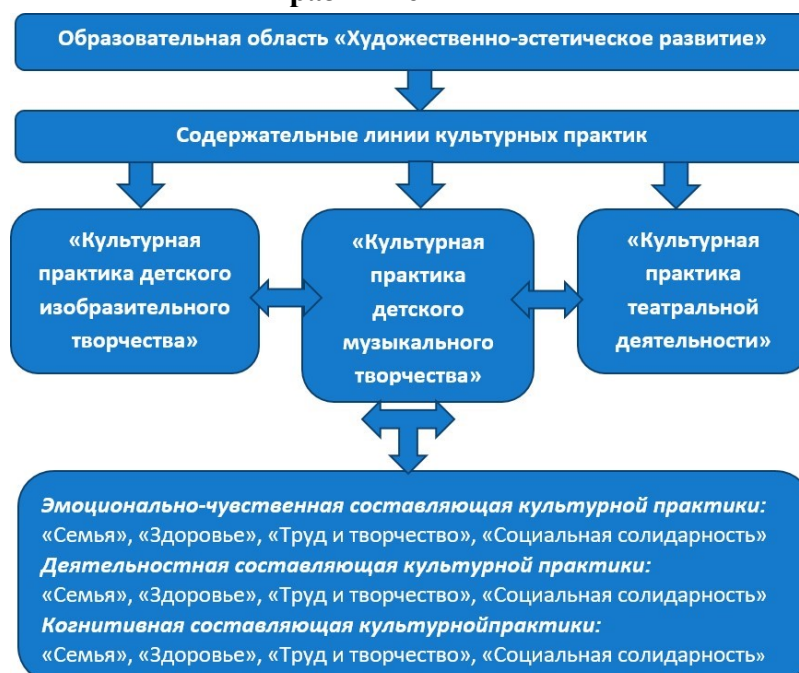 Образовательная область «Художественно-эстетическое развитие»
Содержательные линии культурных практик
«Культурная
практика детского
изобразительного
творчества»
«Культурная
практика
детского
музыкального
творчества»
«Культурная
практика
театральной
деятельности»
Эмоционально-чувственная составляющая культурной практики:
«Семья», «Здоровье», «Труд и творчество», «Социальная солидарность»
Деятельностная составляющая культурной практики:
«Семья», «Здоровье», «Труд и творчество», «Социальная солидарность»
Когнитивная составляющая культурнойпрактики:
«Семья», «Здоровье», «Труд и творчество», «Социальная солидарность»